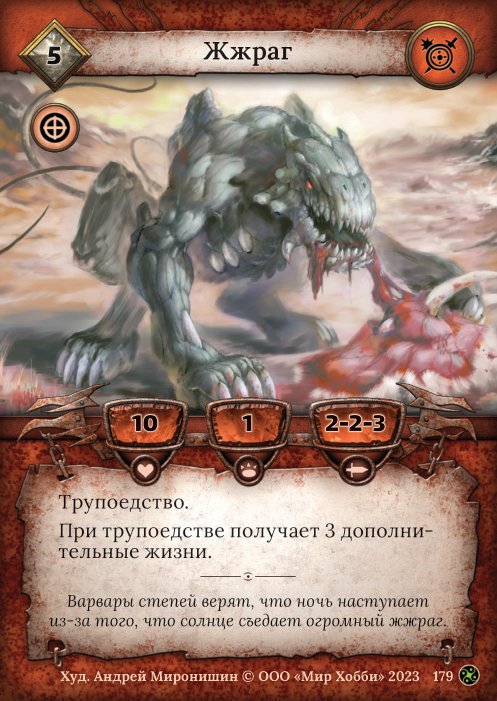 5
Жжраг
10
1
2-2-3
Трупоедство.
При трупоедстве получает 3 дополни-
тельные жизни.
Варвары степей верят, что ночь наступает
из-за того, что солнце съедает огромный жжраг.
Худ. Андрей Миронишин © ООО «Мир Хобби» 2023 179